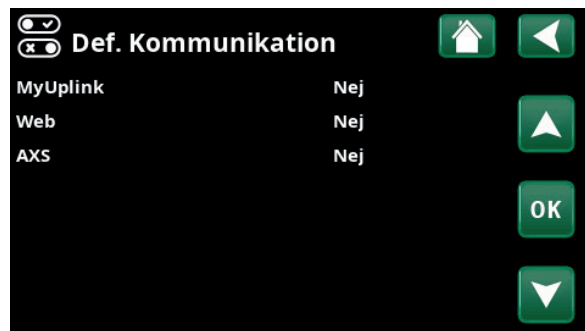 Def. Kommunikation
MyUplink Nej
Web Nej
AXS Nej
OK